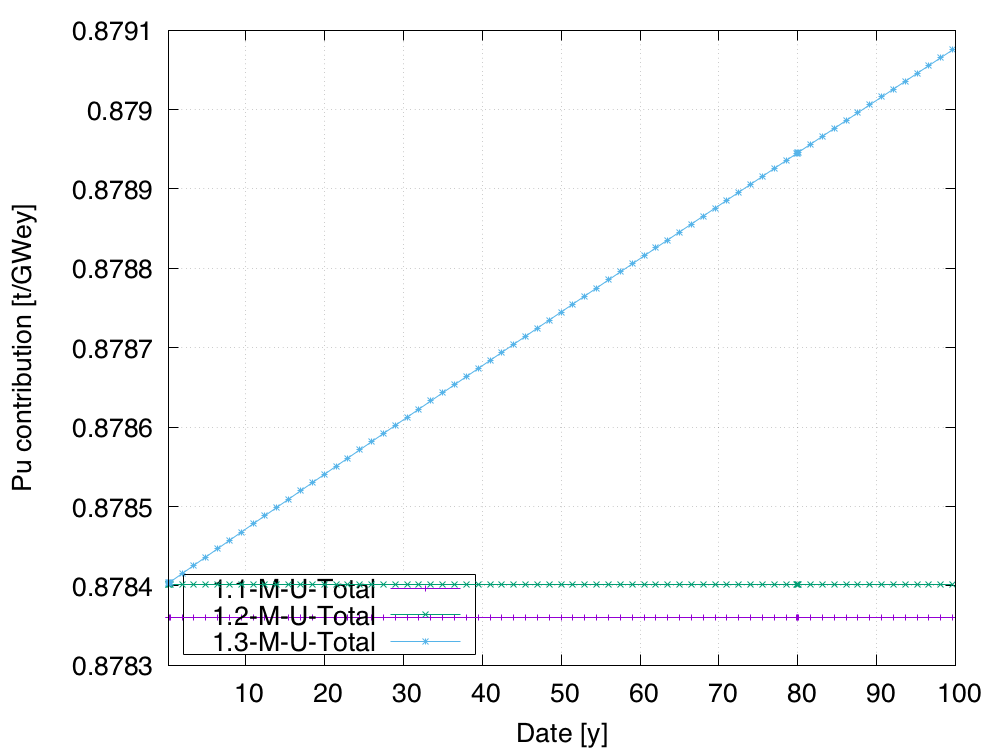 0.8791
0.879
0.8789
0.8788
0.8787
0.8786
0.8785
0.8784
0.8783
Pu contribution [t/GWey]
1.1-M-U-Total
1.2-M-U-Total
1.3-M-U-Total
10 20 30 40 50 60 70 80 90 100
Date [y]